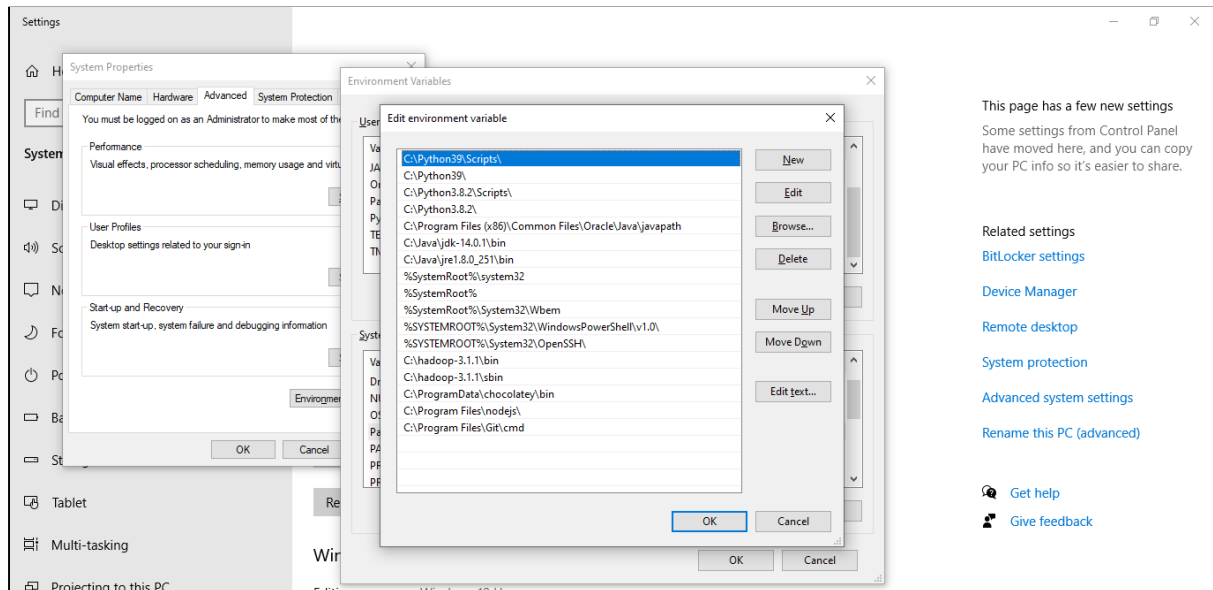 Settings
System Properties
Computer Name Hardware Advanced System Protection
You must be logged on as an Administrator to make most of the
Performance
Visual effects, processor scheduling, memory usage and virtu
User Profiles
Desktop settings related to your sign-in
Start-up and Recovery
System start-up, system failure and debugging information
OK Cancel
Find
System
Tablet
Multi-tasking
Projecting to this PC
Environment Variables
Edit environment variable
C:\Python39\Scripts\
C:\Python39\
C:\Python3.8.2\Scripts\
C:\Python3.8.2\
C:\Program Files (x86)\Common Files\Oracle\Java\javapath
C:\Java\jdk-14.0.1\bin
C:\Java\jre1.8.0_251\bin
%SystemRoot%\system32
%SystemRoot%
%SystemRoot%\System32\Wbem
%SYSTEMROOT%\System32\WindowsPowerShell\v1.0\
%SYSTEMROOT%\System32\OpenSSH\
C:\hadoop-3.1.1\bin
C:\hadoop-3.1.1\sbin
C:\ProgramData\chocolatey\bin
C:\Program Files\nodejs\
C:\Program Files\Git\cmd
New
Edit
Browse...
Delete
Move Up
Move Down
Edit text...
OK Cancel
OK Cancel
This page has a few new settings
Some settings from Control Panel
have moved here, and you can copy
your PC info so it's easier to share.
Related settings
BitLocker settings
Device Manager
Remote desktop
System protection
Advanced system settings
Rename this PC (advanced)
Get help
Give feedback